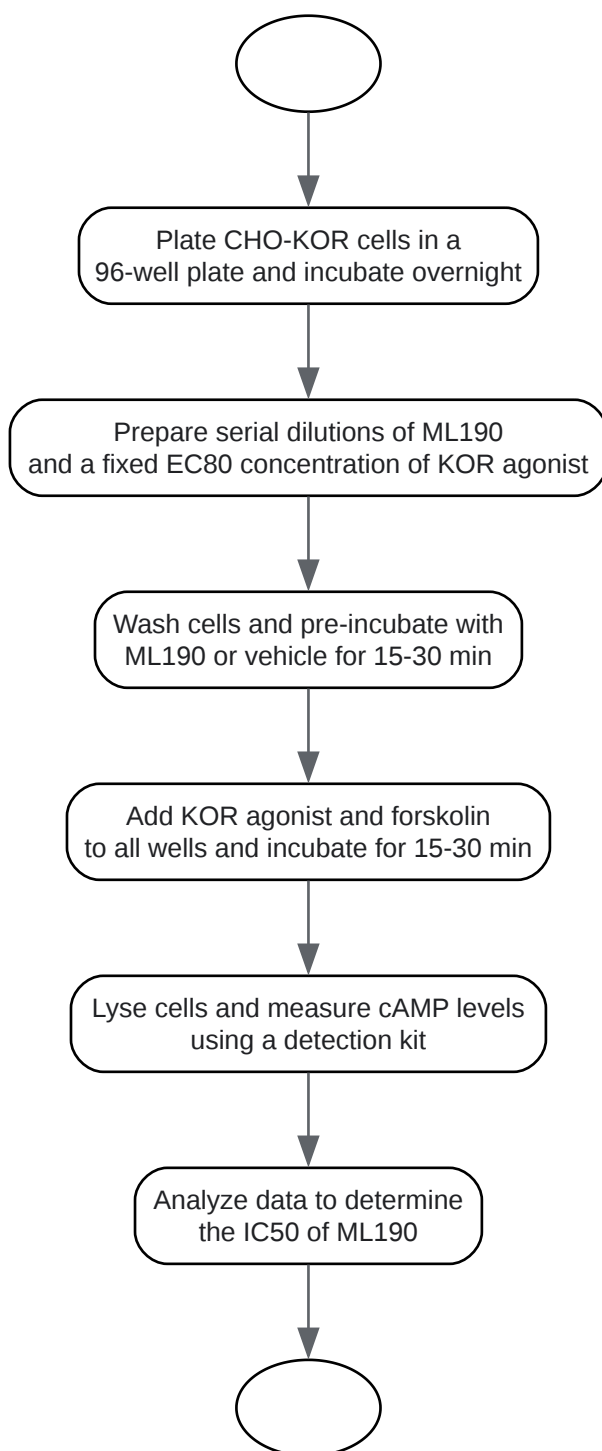 Plate CHO-KOR cells in a
96-well plate and incubate overnight
Prepare serial dilutions of ML190
and a fixed EC80 concentration of KOR agonist
Wash cells and pre-incubate with
ML190 or vehicle for 15-30 min
Add KOR agonist and forskolin
to all wells and incubate for 15-30 min
Lyse cells and measure cAMP levels
using a detection kit
Analyze data to determine
the IC50 of ML190